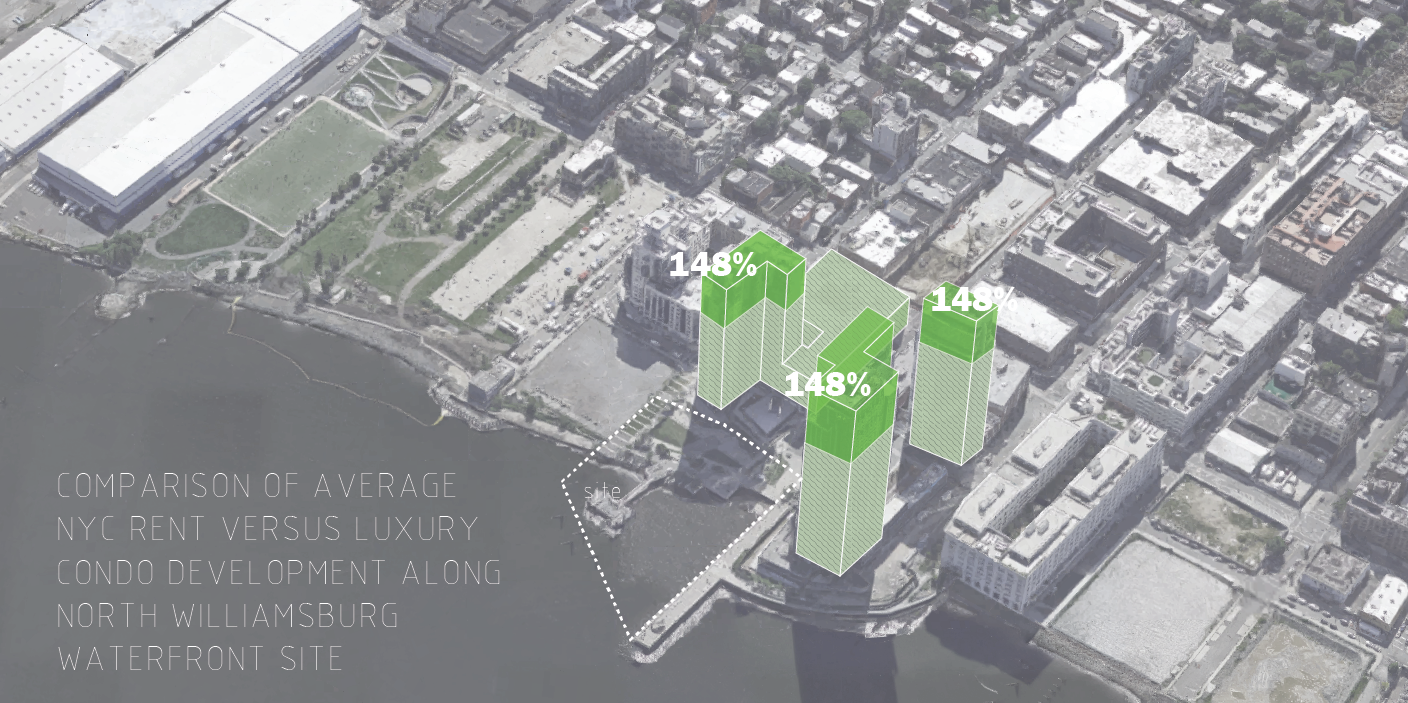 148%
148%
148%
site
COMPARISON OF AVERAGE
NYC RENT VERSUS LUXURY
CONDO DEVELOPMENT ALONG
NORTH WILLIAMSBURG
WATERFRONT SITE